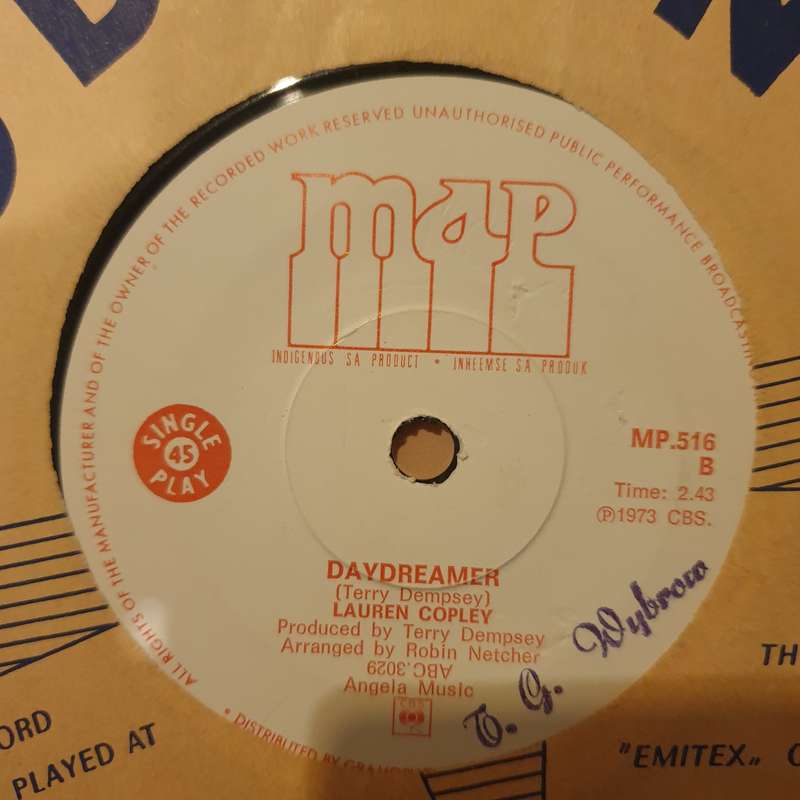 ALL RIGHTS OF THE MANUFACTURER AND OF THE OWNER OF THE RECORDED WORK RESERVED UNAUTHORISED PUBLIC PERFORMANCE BROADCASTING
map
INDIGENOUS SA PRODUCT • INHEEMSE SA PRODUK
SINGLE
45
PLAY
MP.516
B
Time: 2.43
Ⓟ1973 CBS.
DAYDREAMER
(Terry Dempsey)
LAUREN COPLEY
Produced by Terry Dempsey
Arranged by Robin Netcher
ABC.3029
Angela Music
CBS
T. G. Wybrow
• DISTRIBUTED BY
ORD
PLAYED AT
TH
"EMITEX„